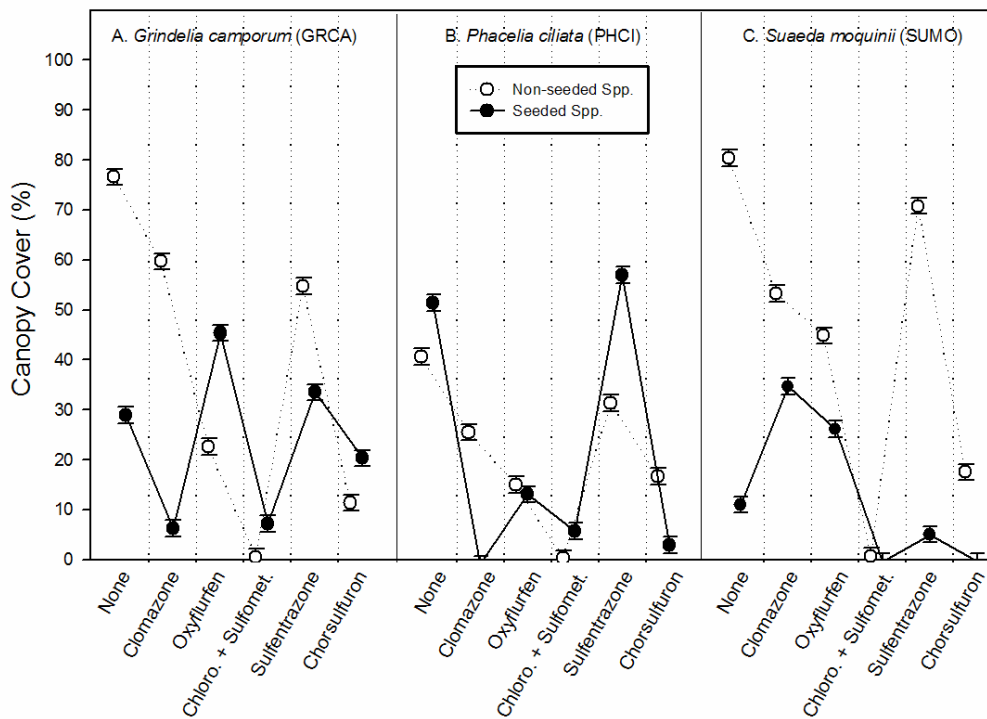 A. Grindelia camporum (GRCA)
B. Phacelia ciliata (PHCI)
C. Suaeda moquinii (SUMO)
Non-seeded Spp.
Seeded Spp.
Canopy Cover (%)
100
90
80
70
60
50
40
30
20
10
0
None
Clomazone
Oxyflurfen
Chloro. + Sulfomet.
Sulfentrazone
Chorsulfuron
None
Clomazone
Oxyflurfen
Chloro. + Sulfomet.
Sulfentrazone
Chorsulfuron
None
Clomazone
Oxyflurfen
Chloro. + Sulfomet.
Sulfentrazone
Chorsulfuron